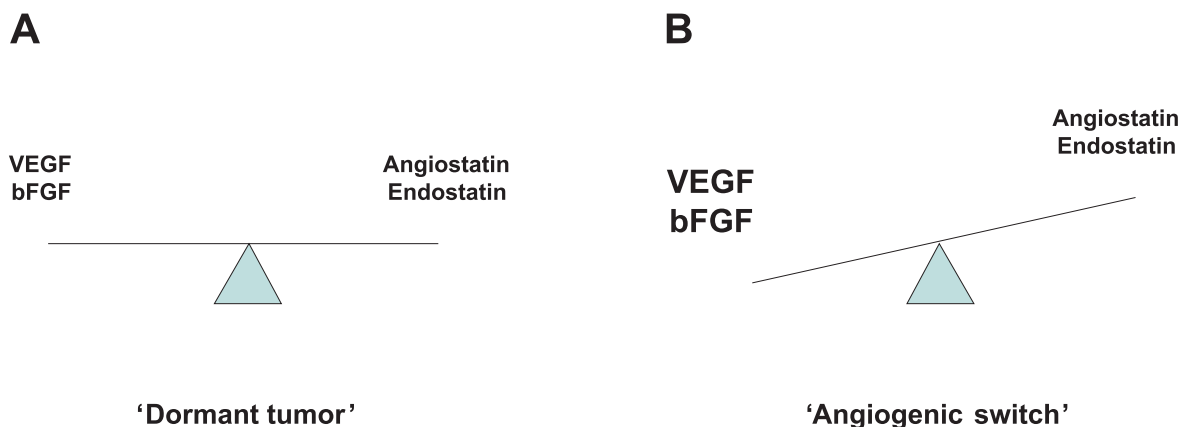 A
VEGF
bFGF
Angiostatin
Endostatin
‘Dormant tumor’
B
VEGF
bFGF
Angiostatin
Endostatin
‘Angiogenic switch’